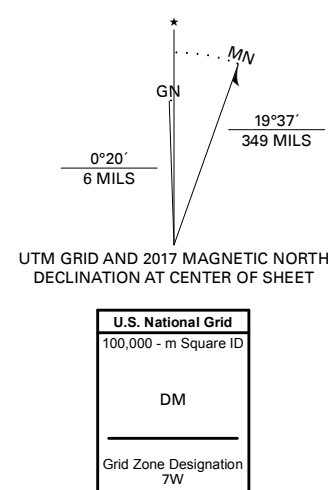 ★
MN
GN
19°37´
349 MILS
0°20´
6 MILS
UTM GRID AND 2017 MAGNETIC NORTH
DECLINATION AT CENTER OF SHEET
U.S. National Grid
100,000 - m Square ID
DM
Grid Zone Designation
7W